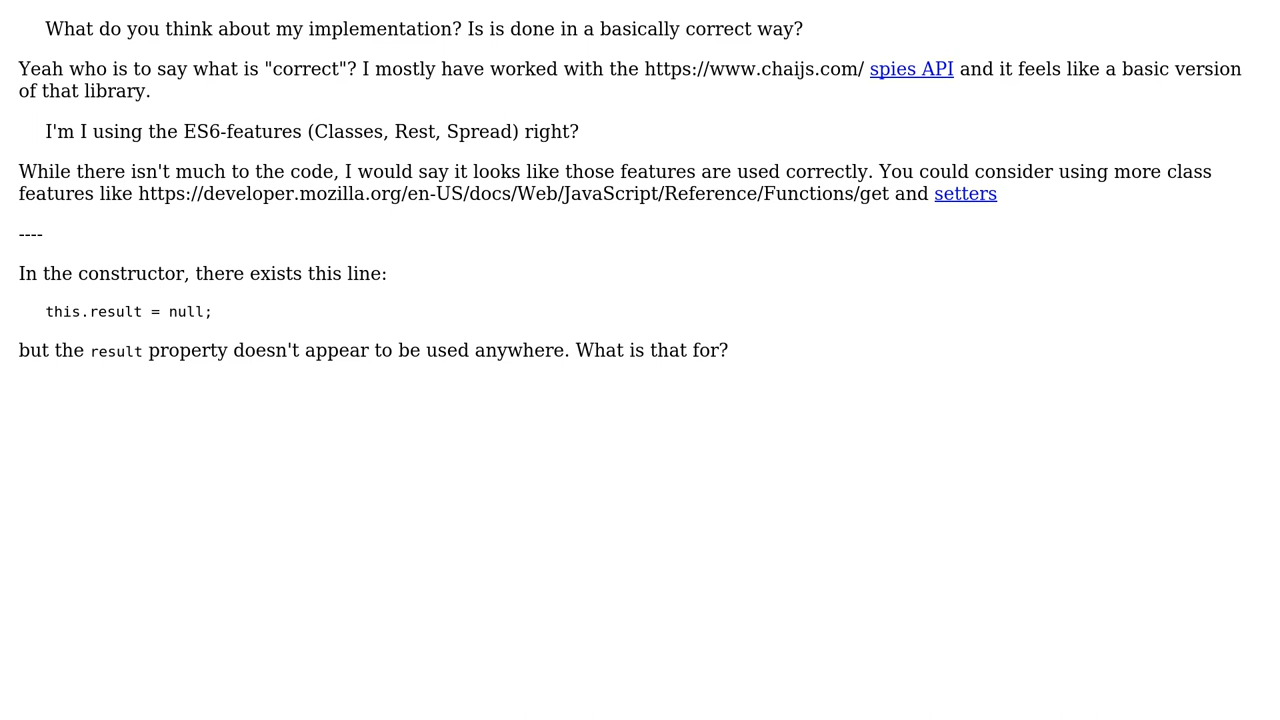 What do you think about my implementation? Is is done in a basically correct way?
Yeah who is to say what is "correct"? I mostly have worked with the https://www.chaijs.com/ spies API and it feels like a basic version
of that library.
I'm I using the ES6-features (Classes, Rest, Spread) right?
While there isn't much to the code, I would say it looks like those features are used correctly. You could consider using more class
features like https://developer.mozilla.org/en-US/docs/Web/JavaScript/Reference/Functions/get and setters
----
In the constructor, there exists this line:
this.result = null;
but the result property doesn't appear to be used anywhere. What is that for?